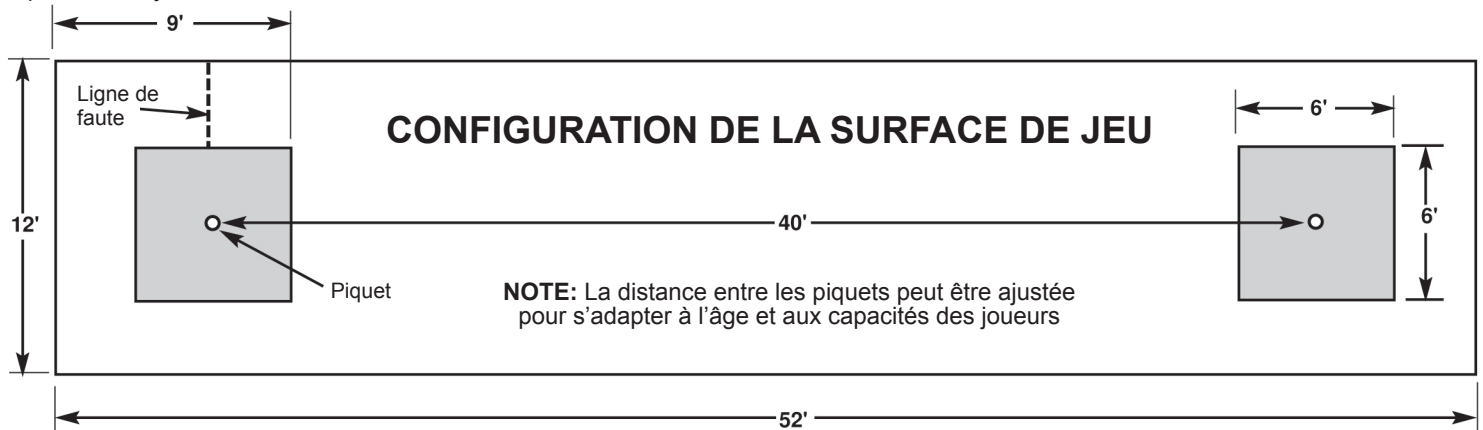 9'
Ligne de
faute
CONFIGURATION DE LA SURFACE DE JEU
6'
12'
40'
6'
Piquet
NOTE: La distance entre les piquets peut être ajustée
pour s'adapter à l'âge et aux capacités des joueurs
52'